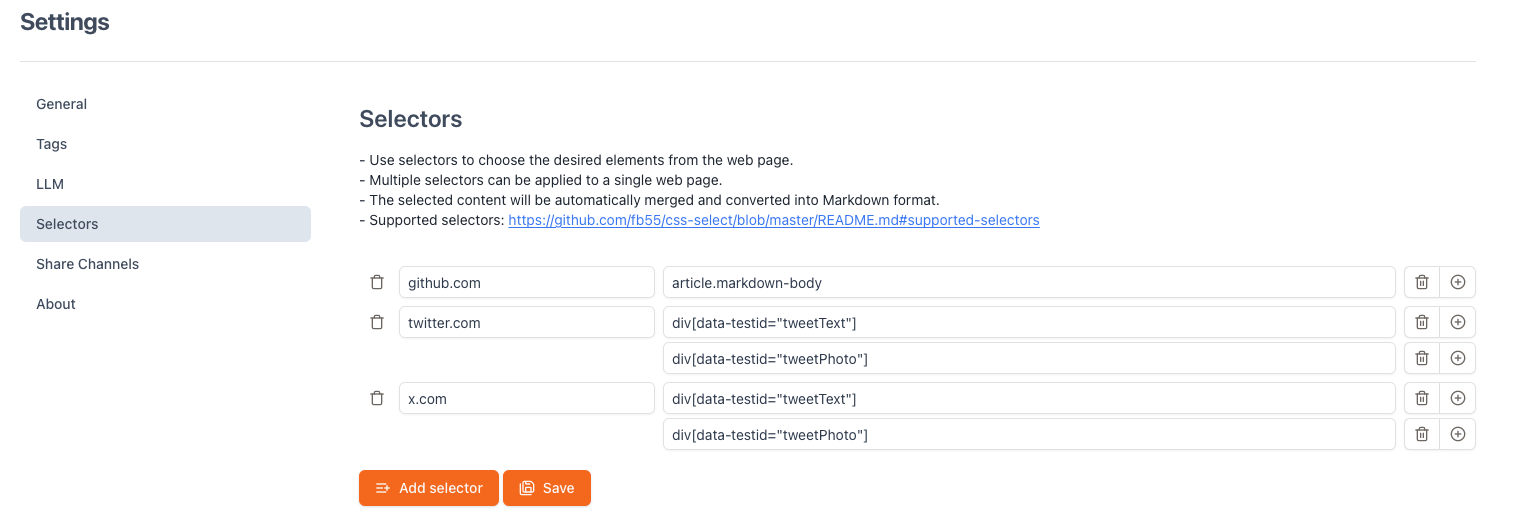 Settings
General
Tags
LLM
Selectors
Share Channels
About
Selectors
- Use selectors to choose the desired elements from the web page.
- Multiple selectors can be applied to a single web page.
- The selected content will be automatically merged and converted into Markdown format.
- Supported selectors: https://github.com/fb55/css-select/blob/master/README.md#supported-selectors
github.com article.markdown-body
twitter.com div[data-testid="tweetText"]
div[data-testid="tweetPhoto"]
x.com div[data-testid="tweetText"]
div[data-testid="tweetPhoto"]
Add selector Save